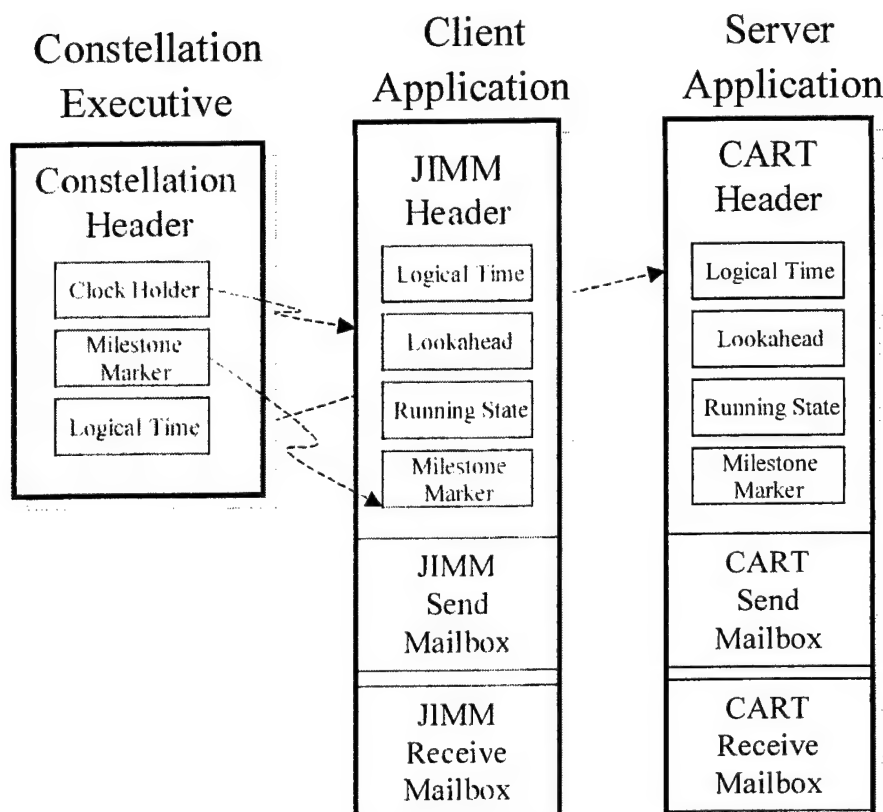 Constellation
Executive
Constellation
Header
Clock Holder
Milestone
Marker
Logical Time
Client
Application
JIMM
Header
Logical Time
Lookahead
Running State
Milestone
Marker
JIMM
Send
Mailbox
JIMM
Receive
Mailbox
Server
Application
CART
Header
Logical Time
Lookahead
Running State
Milestone
Marker
CART
Send
Mailbox
CART
Receive
Mailbox